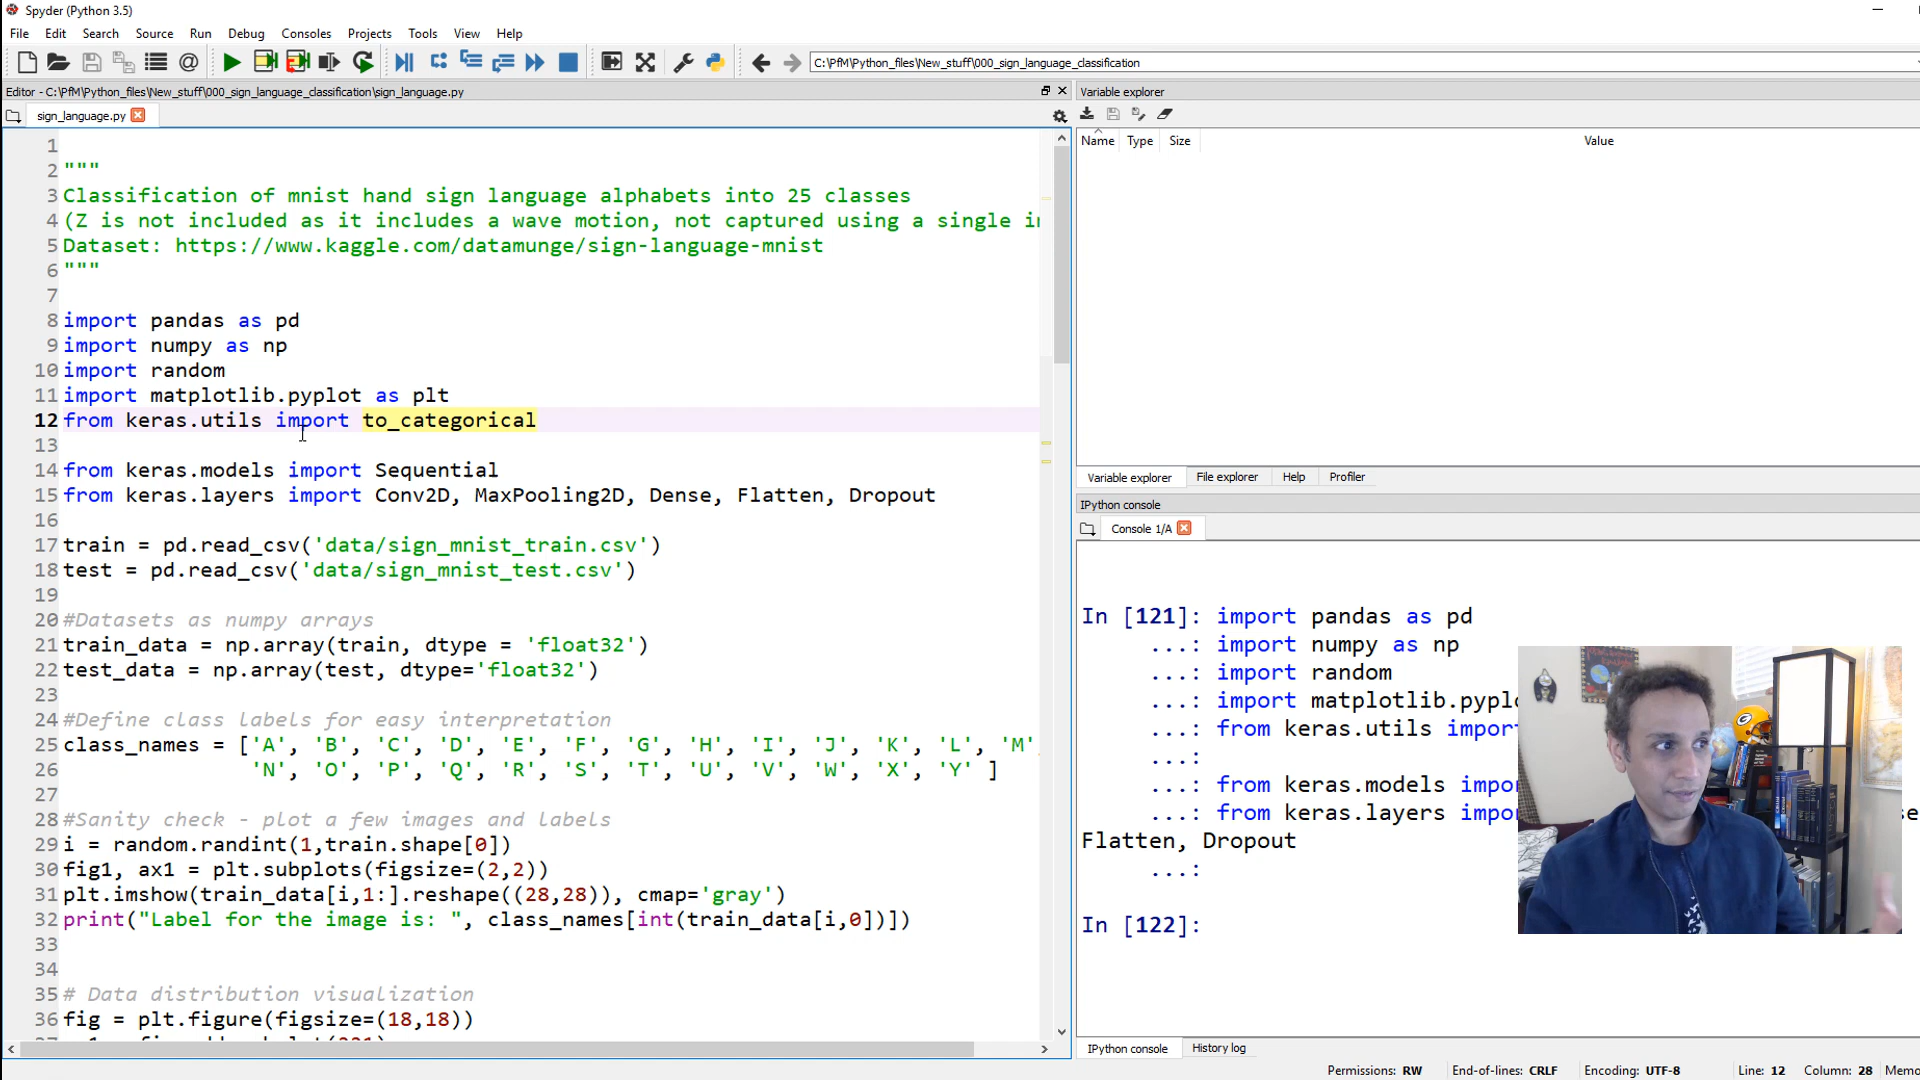 Spyder (Python 3.5)
File Edit Search Source Run Debug Consoles Projects Tools View Help
C:\PfM\Python_files\New_stuff\000_sign_language_classification
Editor - C:\PfM\Python_files\New_stuff\000_sign_language_classification\sign_language.py
sign_language.py
1
2 """
3 Classification of mnist hand sign language alphabets into 25 classes
4 (Z is not included as it includes a wave motion, not captured using a single
5 Dataset: https://www.kaggle.com/datamunge/sign-language-mnist
6 """
7
8 import pandas as pd
9 import numpy as np
10 import random
11 import matplotlib.pyplot as plt
12 from keras.utils import to_categorical
13
14 from keras.models import Sequential
15 from keras.layers import Conv2D, MaxPooling2D, Dense, Flatten, Dropout
16
17 train = pd.read_csv('data/sign_mnist_train.csv')
18 test = pd.read_csv('data/sign_mnist_test.csv')
19
20 #Datasets as numpy arrays
21 train_data = np.array(train, dtype = 'float32')
22 test_data = np.array(test, dtype='float32')
23
24 #Define class labels for easy interpretation
25 class_names = ['A', 'B', 'C', 'D', 'E', 'F', 'G', 'H', 'I', 'J', 'K', 'L', 'M'
26 'N', 'O', 'P', 'Q', 'R', 'S', 'T', 'U', 'V', 'W', 'X', 'Y' ]
27
28 #Sanity check - plot a few images and labels
29 i = random.randint(1,train.shape[0])
30 fig1, ax1 = plt.subplots(figsize=(2,2))
31 plt.imshow(train_data[i,1:].reshape((28,28)), cmap='gray')
32 print("Label for the image is: ", class_names[int(train_data[i,0])])
33
34
35 # Data distribution visualization
36 fig = plt.figure(figsize=(18,18))
Variable explorer
Name Type Size Value
Variable explorer File explorer Help Profiler
IPython console
Console 1/A
In [121]: import pandas as pd
...: import numpy as np
...: import random
...: import matplotlib.pyplo
...: from keras.utils impor
...:
...: from keras.models impo
...: from keras.layers impo
Flatten, Dropout
...:
In [122]:
IPython console History log
Permissions: RW End-of-lines: CRLF Encoding: UTF-8 Line: 12 Column: 28 Memo